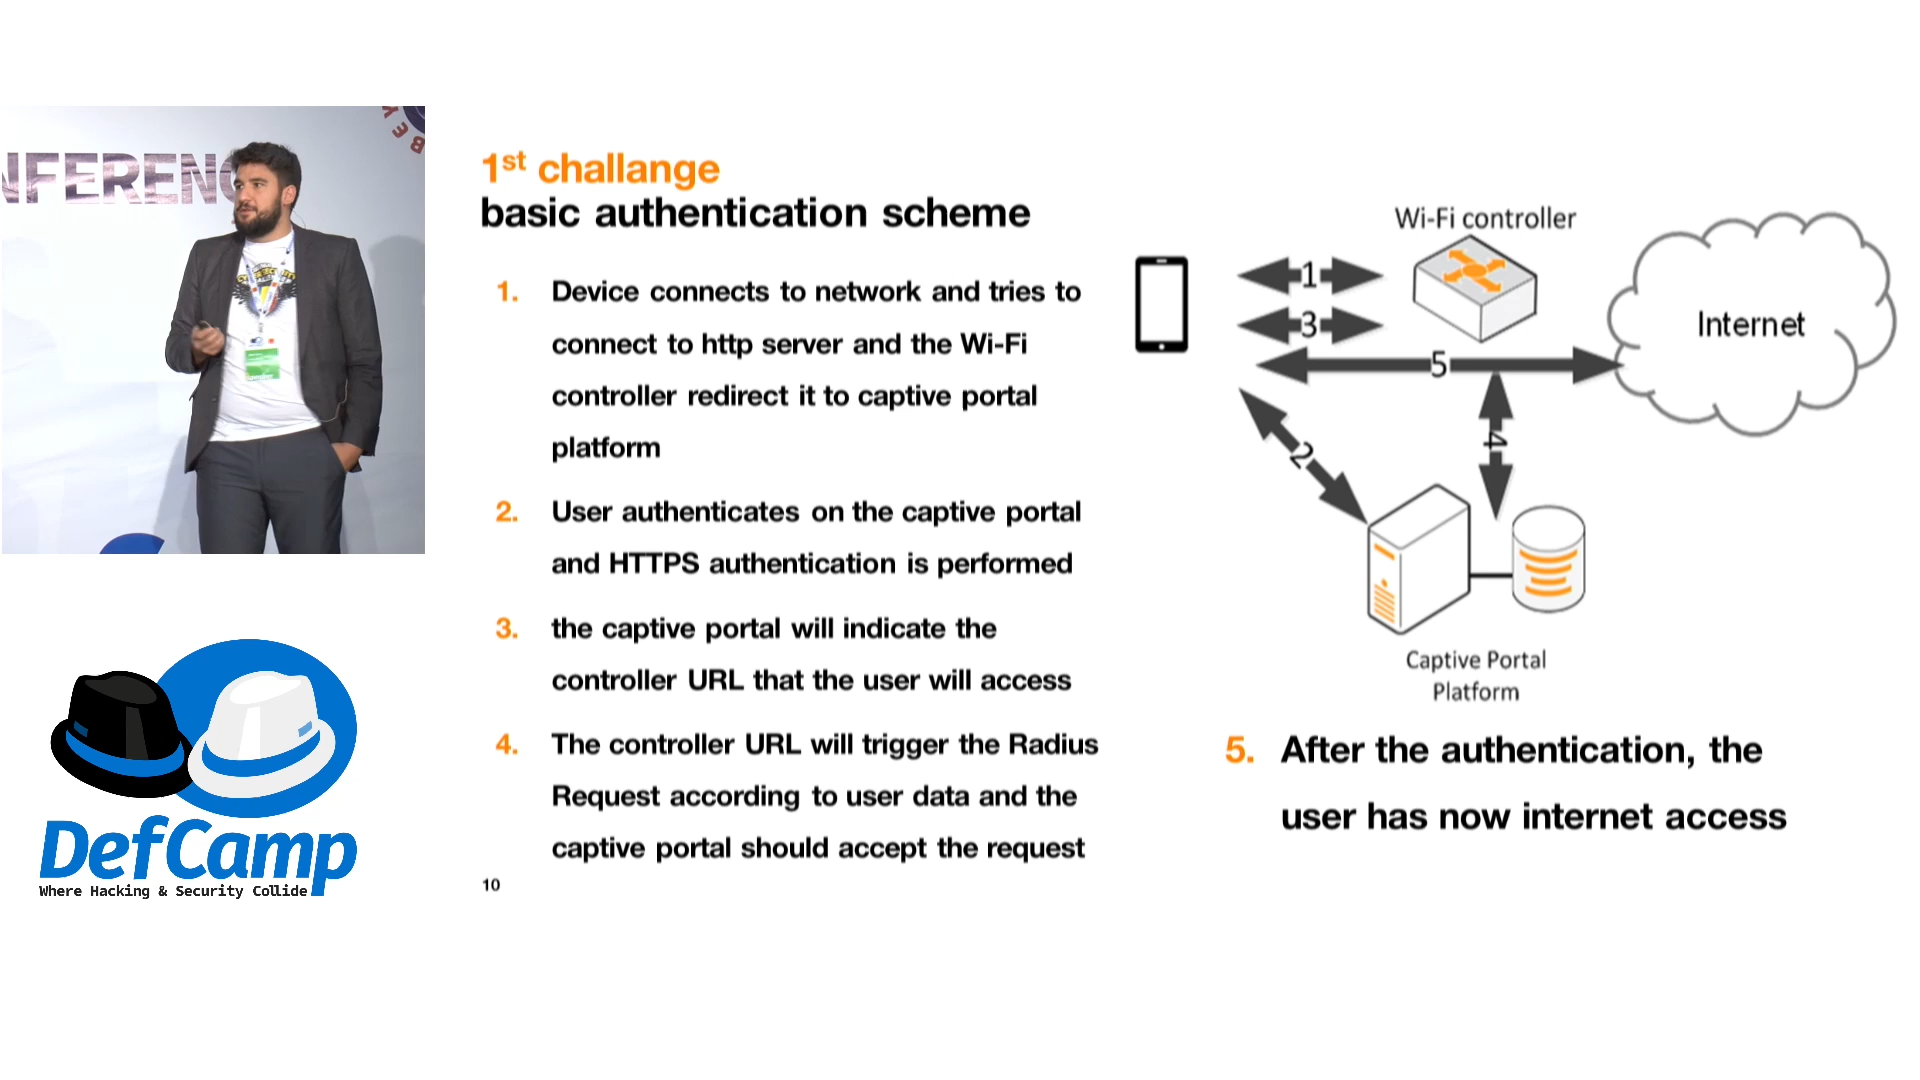 NFERENC
1st challange
basic authentication scheme
1. Device connects to network and tries to
connect to http server and the Wi-Fi
controller redirect it to captive portal
platform
2. User authenticates on the captive portal
and HTTPS authentication is performed
3. the captive portal will indicate the
controller URL that the user will access
4. The controller URL will trigger the Radius
Request according to user data and the
captive portal should accept the request
10
Wi-Fi controller
1
3
5
Internet
2
4
Captive Portal
Platform
5. After the authentication, the
user has now internet access
DefCamp
Where Hacking & Security Collide